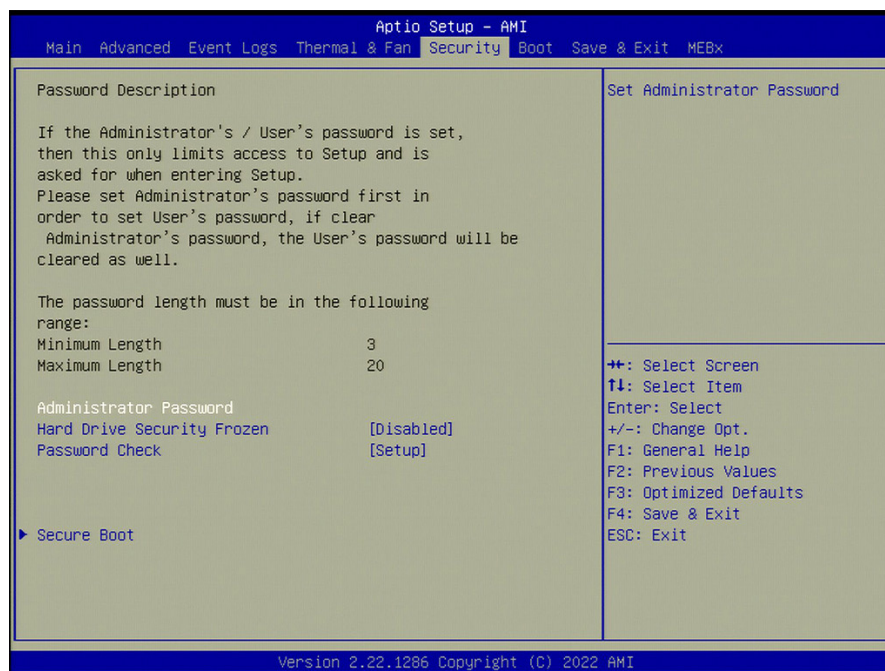 Aptio Setup – AMI
Main Advanced Event Logs Thermal & Fan Security Boot Save & Exit MEBx
Password Description
If the Administrator's / User's password is set,
then this only limits access to Setup and is
asked for when entering Setup.
Please set Administrator's password first in
order to set User's password, if clear
Administrator's password, the User's password will be
cleared as well.
The password length must be in the following
range:
Minimum Length 3
Maximum Length 20
Administrator Password
Hard Drive Security Frozen [Disabled]
Password Check [Setup]
Secure Boot
Set Administrator Password
→←: Select Screen
↑↓: Select Item
Enter: Select
+/-: Change Opt.
F1: General Help
F2: Previous Values
F3: Optimized Defaults
F4: Save & Exit
ESC: Exit
Version 2.22.1286 Copyright (C) 2022 AMI